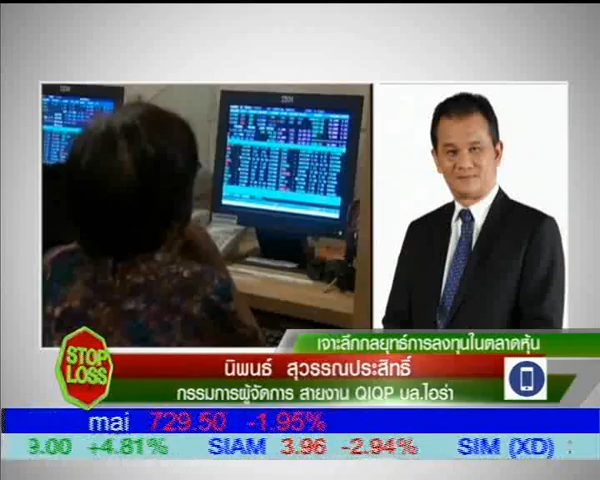 IBM
เจาะลึกกลยุทธ์การลงทุนในตลาดหุ้น
STOP
LOSS
นิพนธ์ สุวรรณประสิทธิ์
กรรมการผู้จัดการ สายงาน QIQP บล.ไอร่า
mai 729.50 -1.95%
9.00 +4.81% SIAM 3.96 -2.94% SIM (XD)